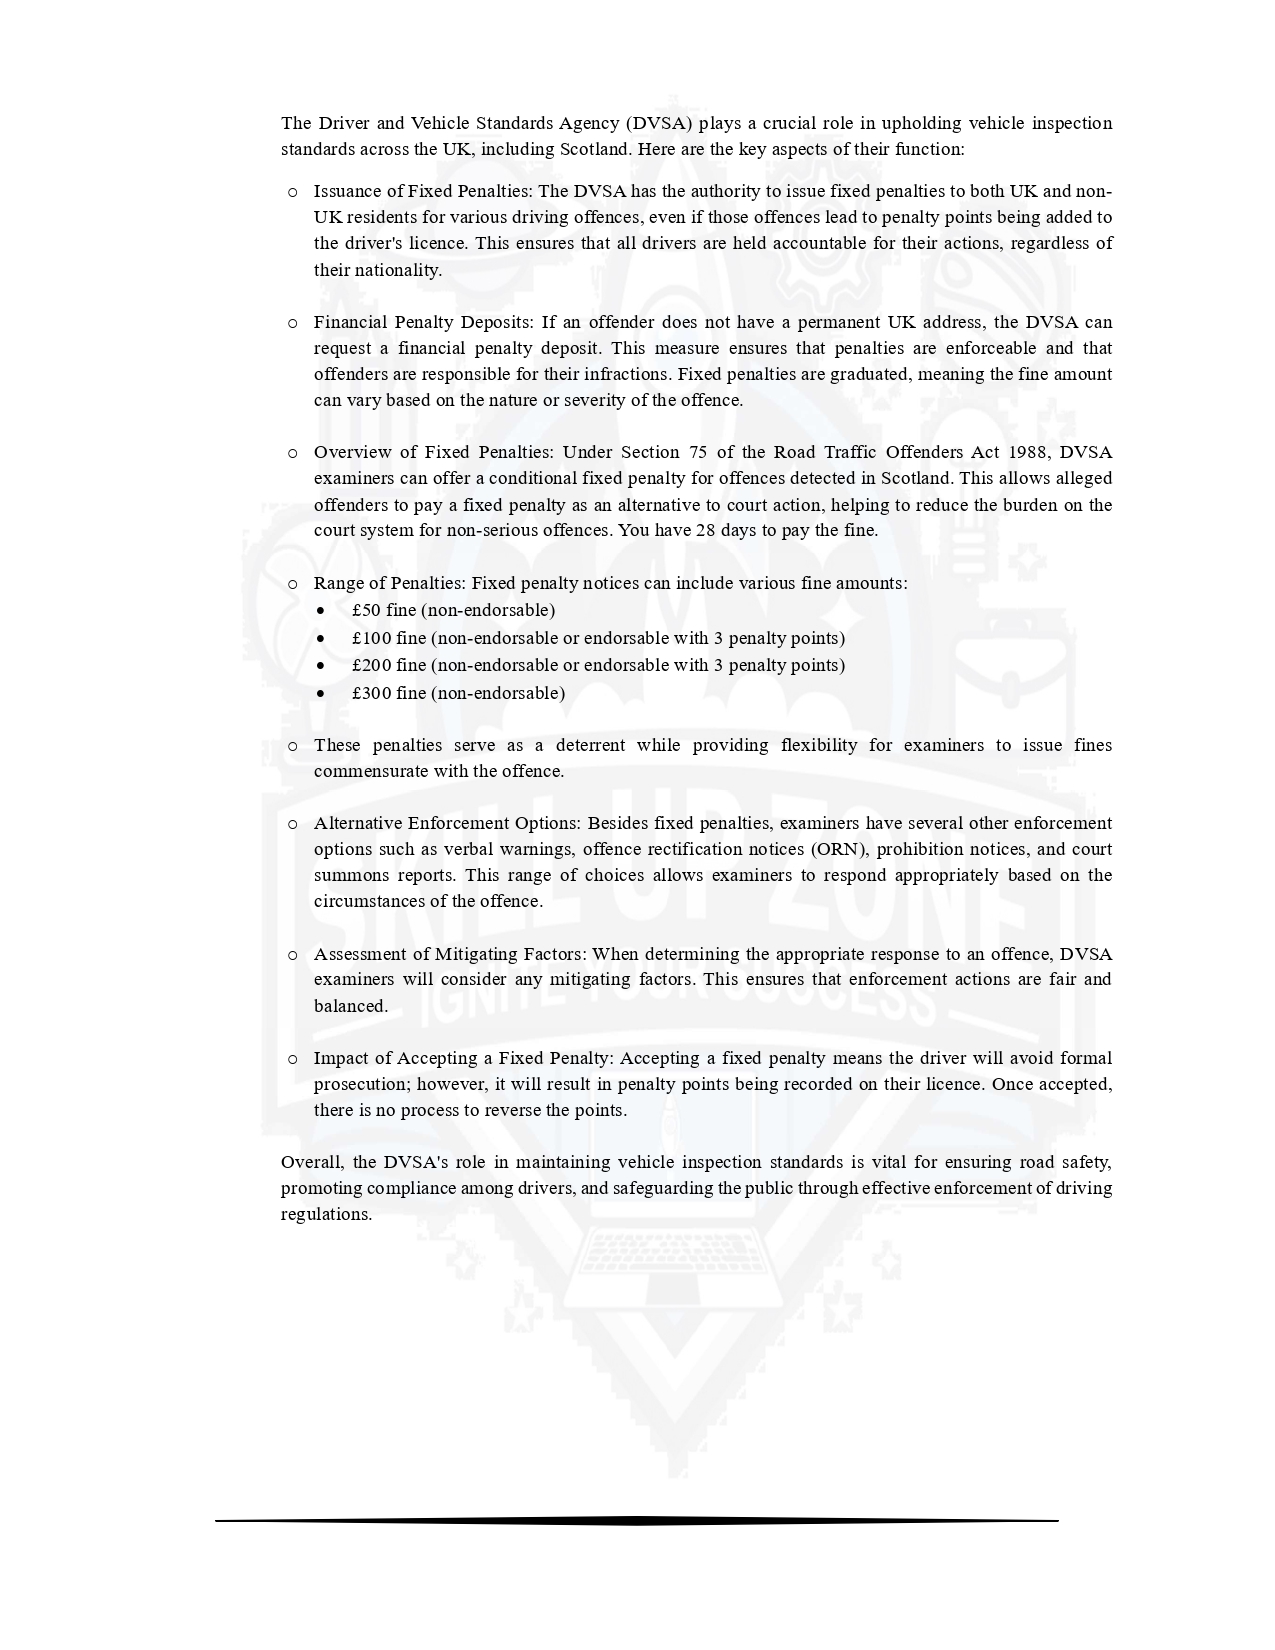 The Driver and Vehicle Standards Agency (DVSA) plays a crucial role in upholding vehicle inspection
standards across the UK, including Scotland. Here are the key aspects of their function:
o Issuance of Fixed Penalties: The DVSA has the authority to issue fixed penalties to both UK and non-
UK residents for various driving offences, even if those offences lead to penalty points being added to
the driver's licence. This ensures that all drivers are held accountable for their actions, regardless of
their nationality.
o Financial Penalty Deposits: If an offender does not have a permanent UK address, the DVSA can
request a financial penalty deposit. This measure ensures that penalties are enforceable and that
offenders are responsible for their infractions. Fixed penalties are graduated, meaning the fine amount
can vary based on the nature or severity of the offence.
o Overview of Fixed Penalties: Under Section 75 of the Road Traffic Offenders Act 1988, DVSA
examiners can offer a conditional fixed penalty for offences detected in Scotland. This allows alleged
offenders to pay a fixed penalty as an alternative to court action, helping to reduce the burden on the
court system for non-serious offences. You have 28 days to pay the fine.
o Range of Penalties: Fixed penalty notices can include various fine amounts:
• £50 fine (non-endorsable)
• £100 fine (non-endorsable or endorsable with 3 penalty points)
• £200 fine (non-endorsable or endorsable with 3 penalty points)
• £300 fine (non-endorsable)
o These penalties serve as a deterrent while providing flexibility for examiners to issue fines
commensurate with the offence.
o Alternative Enforcement Options: Besides fixed penalties, examiners have several other enforcement
options such as verbal warnings, offence rectification notices (ORN), prohibition notices, and court
summons reports. This range of choices allows examiners to respond appropriately based on the
circumstances of the offence.
o Assessment of Mitigating Factors: When determining the appropriate response to an offence, DVSA
examiners will consider any mitigating factors. This ensures that enforcement actions are fair and
balanced.
o Impact of Accepting a Fixed Penalty: Accepting a fixed penalty means the driver will avoid formal
prosecution; however, it will result in penalty points being recorded on their licence. Once accepted,
there is no process to reverse the points.
Overall, the DVSA's role in maintaining vehicle inspection standards is vital for ensuring road safety,
promoting compliance among drivers, and safeguarding the public through effective enforcement of driving
regulations.
SKILL UP ZONE
IGNITE YOUR SUCCESS